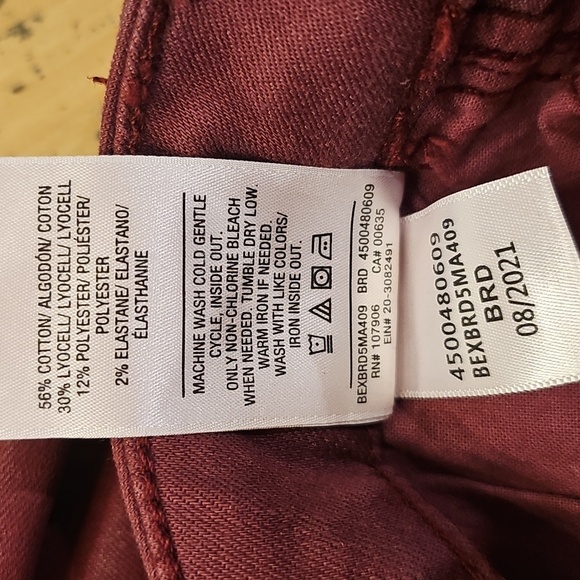 56% COTTON/ ALGODÓN/ COTON
30% LYOCELL/ LYOCELL/ LYOCELL
12% POLYESTER/ POLIÉSTER/
POLYESTER
2% ELASTANE/ ELASTANO/
ÉLASTHANNE
MACHINE WASH COLD GENTLE
CYCLE, INSIDE OUT.
ONLY NON-CHLORINE BLEACH
WHEN NEEDED. TUMBLE DRY LOW.
WARM IRON IF NEEDED.
WASH WITH LIKE COLORS/
IRON INSIDE OUT.
BEXBRD5MA409 BRD 4500480609
RN# 107906 CA# 00635
EIN# 20-3082491
4500480609
BEXBRD5MA409
BRD
08/2021